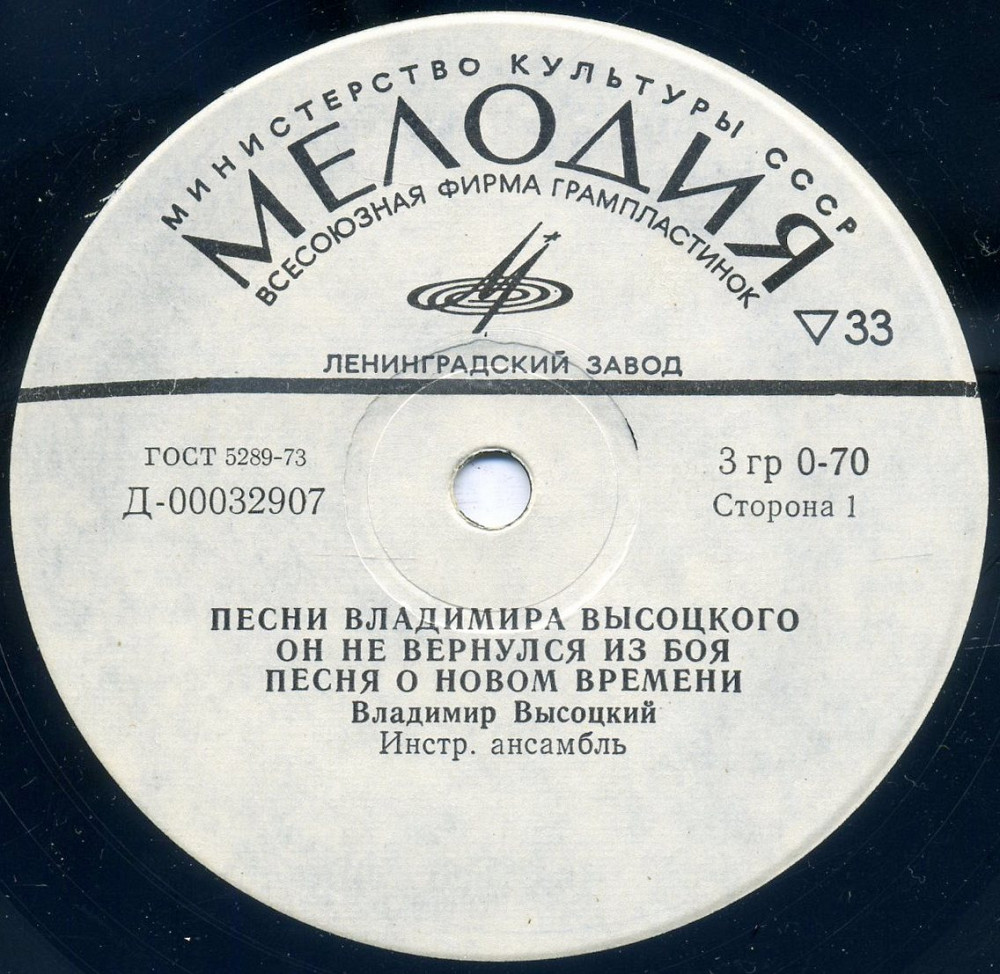 МИНИСТЕРСТВО КУЛЬТУРЫ СССР
МЕЛОДИЯ
ВСЕСОЮЗНАЯ ФИРМА ГРАМПЛАСТИНОК
▽33
ЛЕНИНГРАДСКИЙ ЗАВОД
ГОСТ 5289-73
Д-00032907
3 гр 0-70
Сторона 1
ПЕСНИ ВЛАДИМИРА ВЫСОЦКОГО
ОН НЕ ВЕРНУЛСЯ ИЗ БОЯ
ПЕСНЯ О НОВОМ ВРЕМЕНИ
Владимир Высоцкий
Инстр. ансамбль